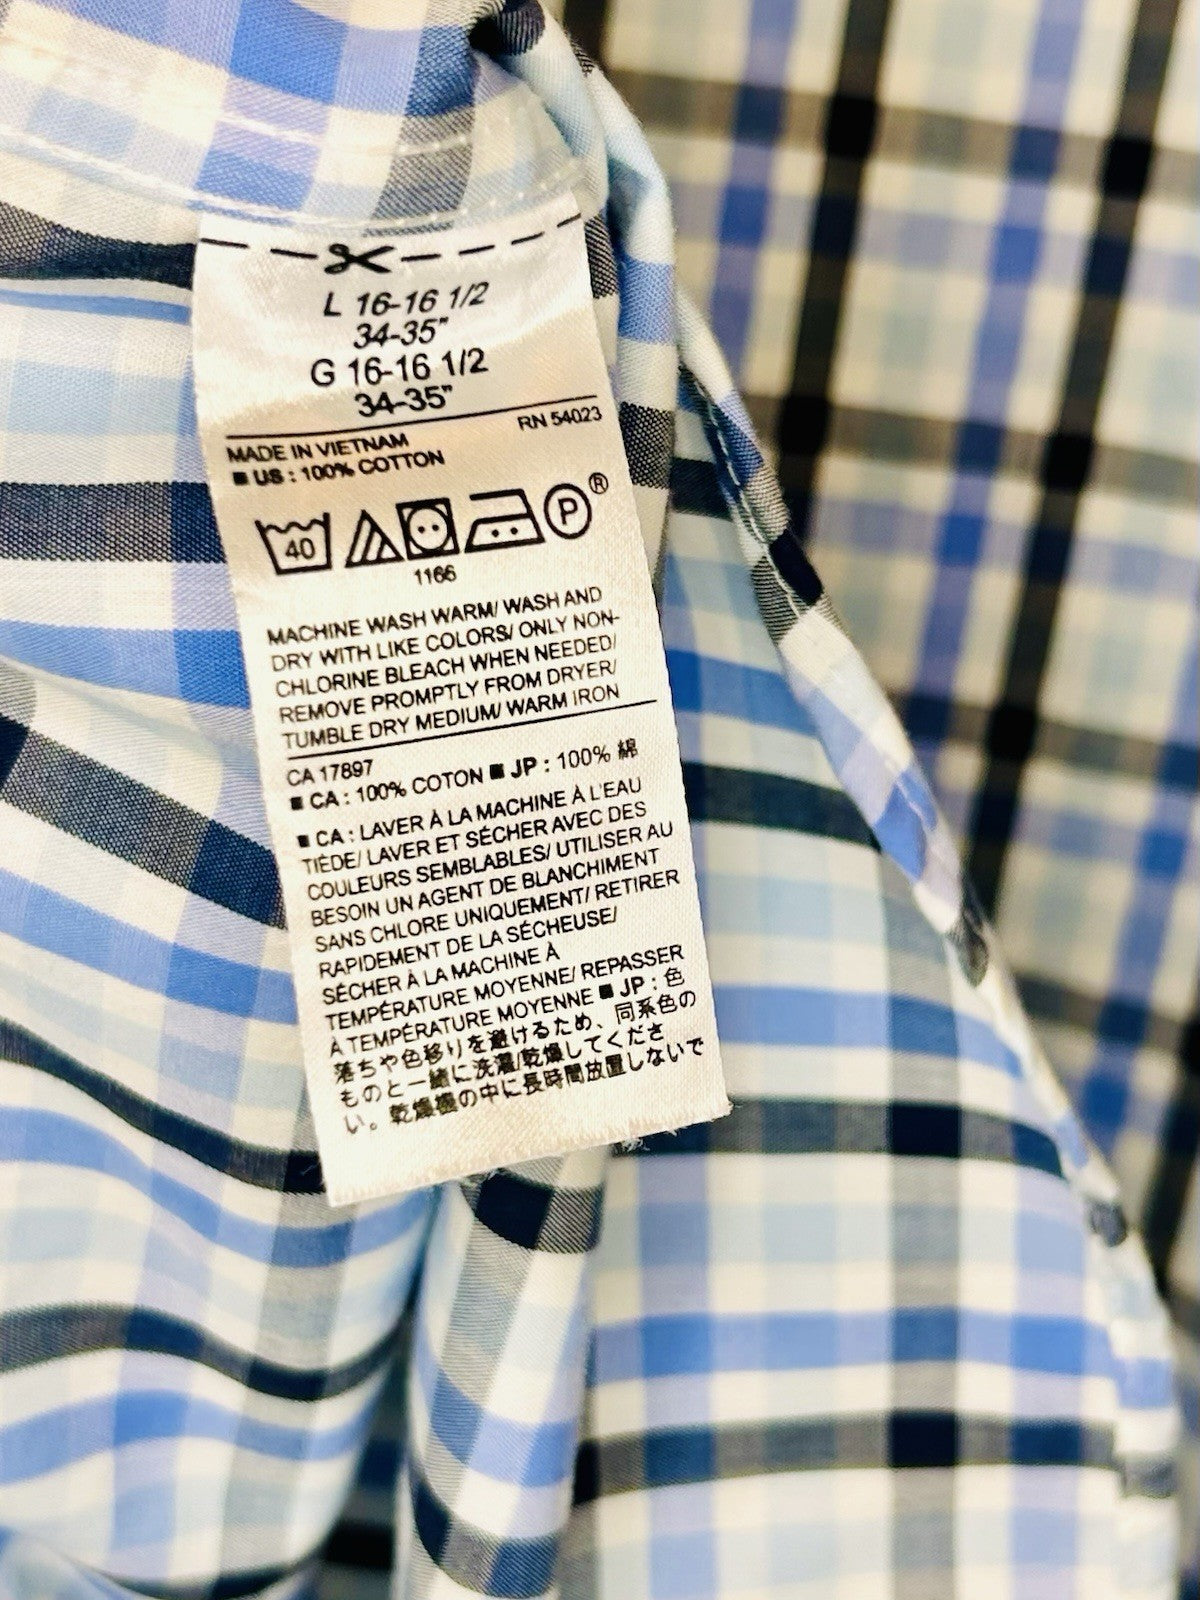 L 16-16 1/2
34-35"
G 16-16 1/2
34-35"
RN 54023
MADE IN VIETNAM
■ US : 100% COTTON
40 P ®
1166
MACHINE WASH WARM/ WASH AND
DRY WITH LIKE COLORS/ ONLY NON-
CHLORINE BLEACH WHEN NEEDED/
REMOVE PROMPTLY FROM DRYER/
TUMBLE DRY MEDIUM/ WARM IRON
CA 17897
■ CA : 100% COTON ■ JP : 100% 綿
■ CA : LAVER À LA MACHINE À L'EAU
TIÈDE/ LAVER ET SÉCHER AVEC DES
COULEURS SEMBLABLES/ UTILISER AU
BESOIN UN AGENT DE BLANCHIMENT
SANS CHLORE UNIQUEMENT/ RETIRER
RAPIDEMENT DE LA SÉCHEUSE/
SÉCHER À LA MACHINE À
TEMPÉRATURE MOYENNE/ REPASSER
À TEMPÉRATURE MOYENNE ■ JP : 色
落ちや色移りを避けるため、同系色の
ものと一緒に洗濯/乾燥してくださ
い。乾燥機の中に長時間放置しないで